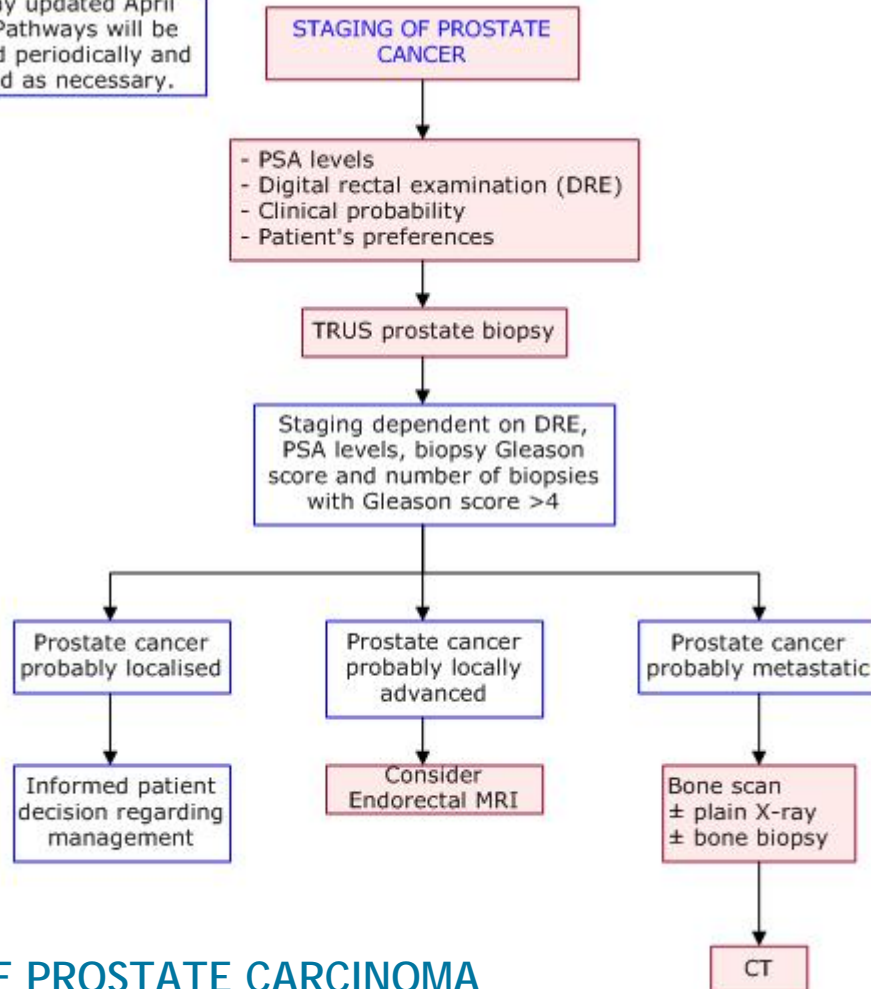 ay updated April
Pathways will be
d periodically and
d as necessary.
STAGING OF PROSTATE
CANCER
- PSA levels
- Digital rectal examination (DRE)
- Clinical probability
- Patient's preferences
TRUS prostate biopsy
Staging dependent on DRE,
PSA levels, biopsy Gleason
score and number of biopsies
with Gleason score >4
Prostate cancer
probably localised
Prostate cancer
probably locally
advanced
Prostate cancer
probably metastatic
Informed patient
decision regarding
management
Consider
Endorectal MRI
Bone scan
± plain X-ray
± bone biopsy
CT
F PROSTATE CARCINOMA